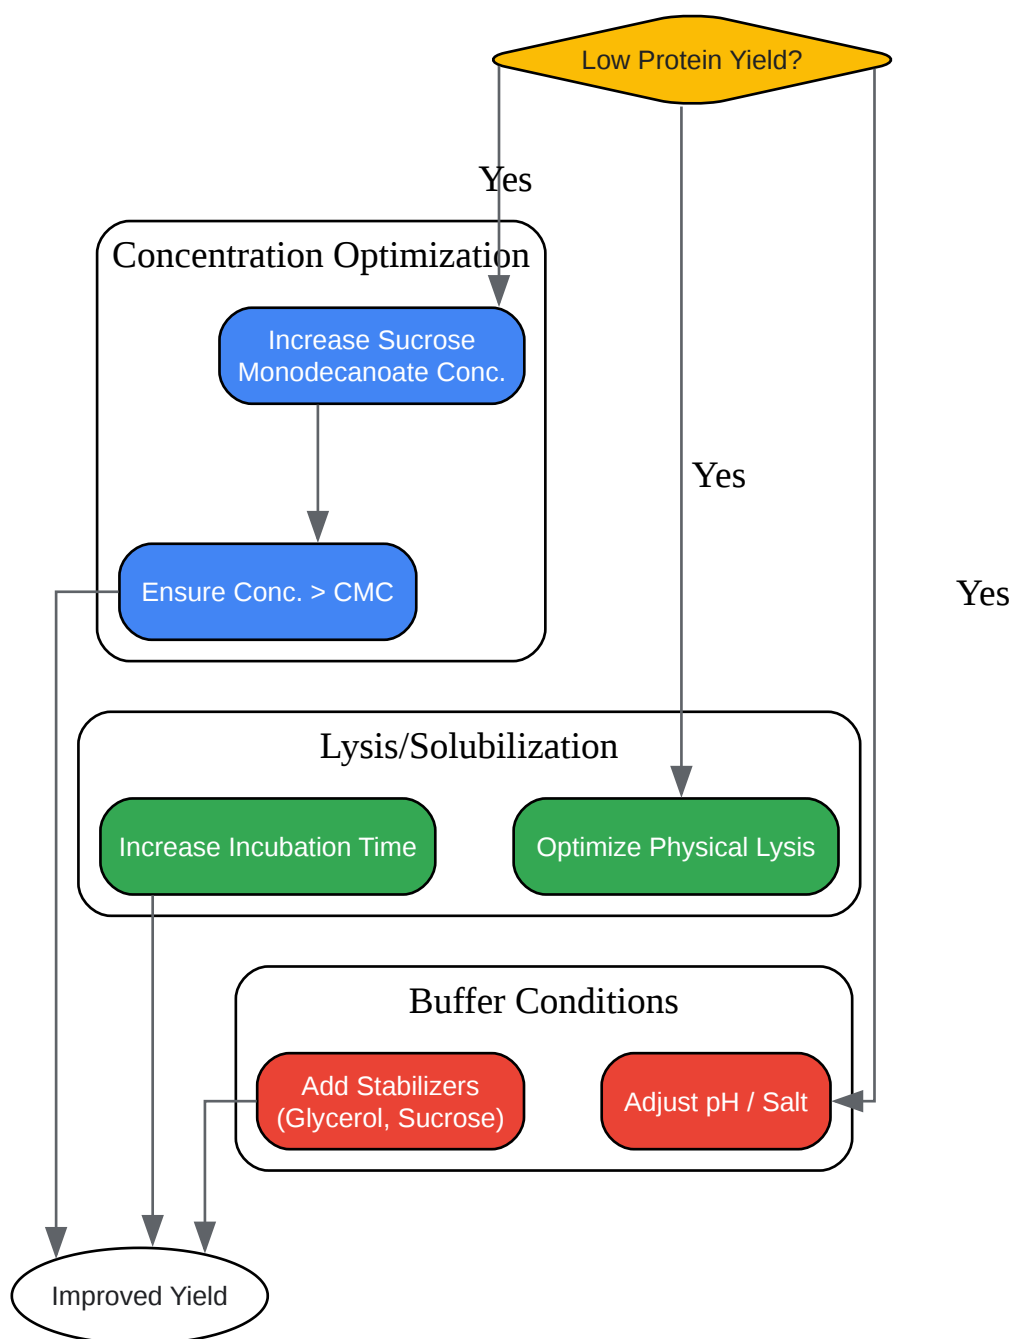 Low Protein Yield?
Yes
Concentration Optimization
Increase Sucrose
Monodecanoate Conc.
Yes
Ensure Conc. > CMC
Yes
Lysis/Solubilization
Increase Incubation Time
Optimize Physical Lysis
Buffer Conditions
Add Stabilizers
(Glycerol, Sucrose)
Adjust pH / Salt
Improved Yield